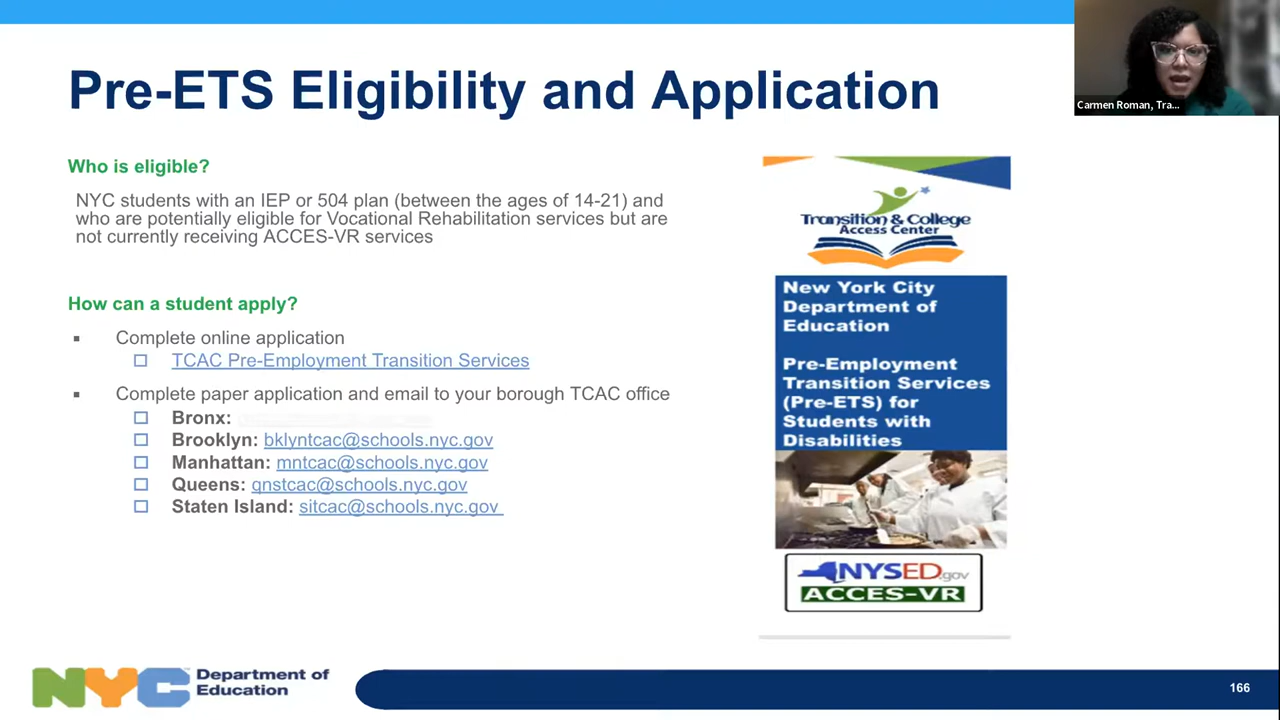 Pre-ETS Eligibility and Application
Carmen Roman, Tra...
Who is eligible?
NYC students with an IEP or 504 plan (between the ages of 14-21) and
who are potentially eligible for Vocational Rehabilitation services but are
not currently receiving ACCES-VR services
How can a student apply?
Complete online application
TCAC Pre-Employment Transition Services
Complete paper application and email to your borough TCAC office
Bronx:
Brooklyn: bklyntcac@schools.nyc.gov
Manhattan: mntcac@schools.nyc.gov
Queens: qnstcac@schools.nyc.gov
Staten Island: sitcac@schools.nyc.gov
Transition & College
Access Center
New York City
Department of
Education
Pre-Employment
Transition Services
(Pre-ETS) for
Students with
Disabilities
NYSED.gov
ACCES-VR
NYC Department of
Education
166